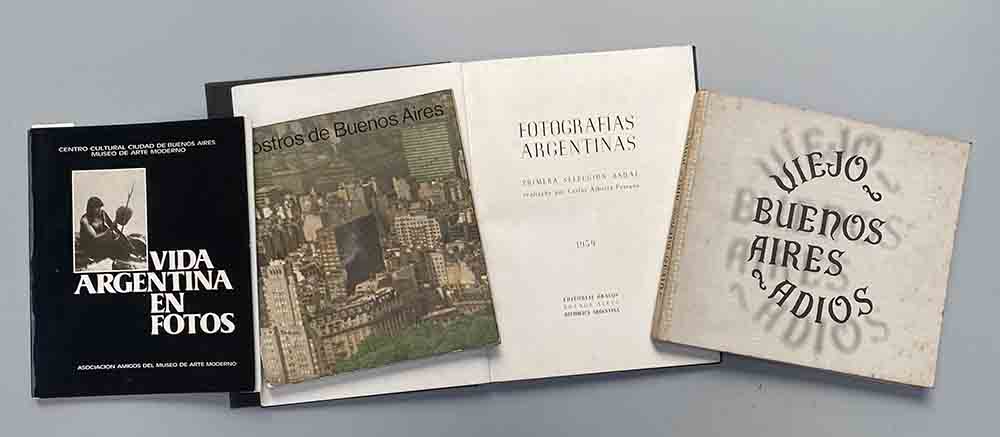 CENTRO CULTURAL CIUDAD DE BUENOS AIRES
MUSEO DE ARTE MODERNO
VIDA
ARGENTINA
EN
FOTOS
ASOCIACION AMIGOS DEL MUSEO DE ARTE MODERNO
ostros de Buenos Aires
FOTOGRAFIAS
ARGENTINAS
PRIMERA SELECCION ANUAL
realizada por Carlos Alberto
1959
EDITORIAL
BUENOS AIRES
REPUBLICA ARGENTINA
VIEJO
BUENOS
AIRES
ADIOS